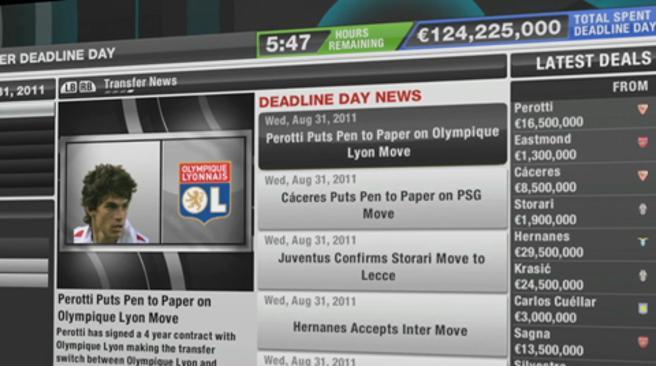 ER DEADLINE DAY
5:47 HOURS REMAINING
€124,225,000 TOTAL SPENT DEADLINE DAY
31, 2011
LB RB Transfer News
OLYMPIQUE LYONNAIS
OL
Perotti Puts Pen to Paper on
Olympique Lyon Move
Perotti has signed a 4 year contract with
Olympique Lyon making the transfer
switch between Olympique Lyon and
DEADLINE DAY NEWS
Wed, Aug 31, 2011
Perotti Puts Pen to Paper on Olympique
Lyon Move
Wed, Aug 31, 2011
Cáceres Puts Pen to Paper on PSG
Move
Wed, Aug 31, 2011
Juventus Confirms Storari Move to
Lecce
Wed, Aug 31, 2011
Hernanes Accepts Inter Move
Wed, Aug 31, 2011
LATEST DEALS
FROM
Perotti
€16,500,000
Eastmond
€1,300,000
Cáceres
€8,500,000
Storari
€1,900,000
Hernanes
€29,500,000
Krasić
€24,500,000
Carlos Cuéllar
€3,000,000
Sagna
€13,500,000
Silvestre